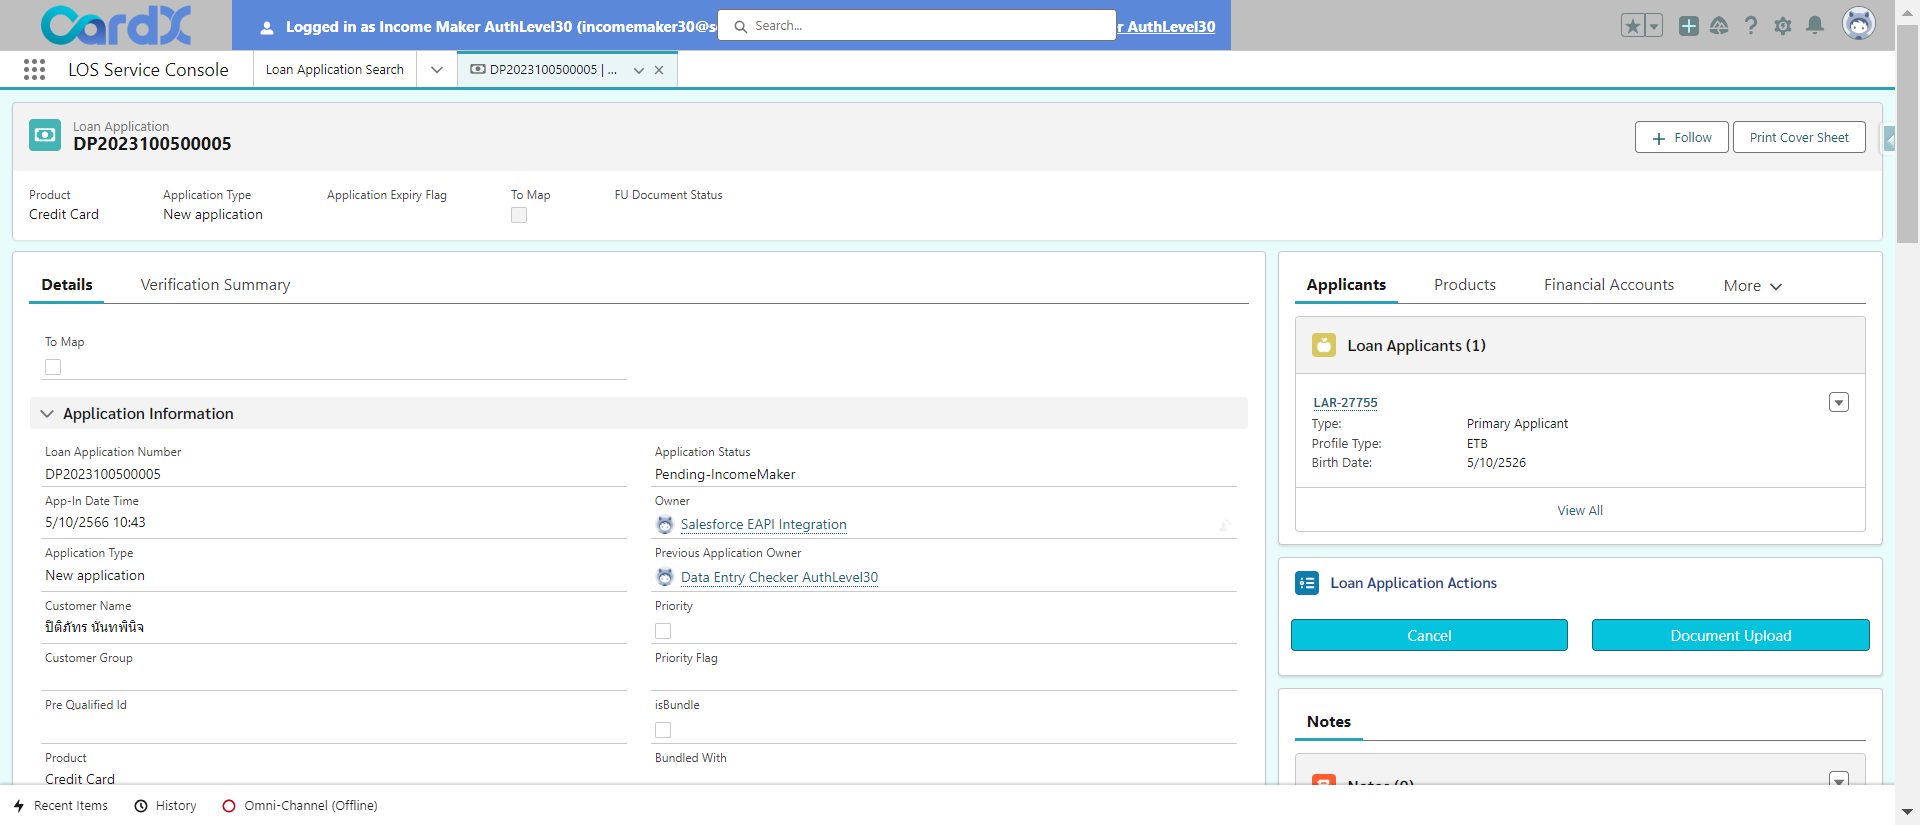 CardX
Logged in as Income Maker AuthLevel30 (incomemaker30@s
Search...
r AuthLevel30
LOS Service Console
Loan Application Search
DP2023100500005 | ...
Loan Application
DP2023100500005
Follow
Print Cover Sheet
Product
Application Type
Application Expiry Flag
To Map
FU Document Status
Credit Card
New application
Details
Verification Summary
To Map
Application Information
Loan Application Number
DP2023100500005
Application Status
Pending-IncomeMaker
App-In Date Time
5/10/2566 10:43
Owner
Salesforce EAPI Integration
Application Type
New application
Previous Application Owner
Data Entry Checker AuthLevel30
Customer Name
ปิติภัทร นันทพินิจ
Priority
Customer Group
Priority Flag
Pre Qualified Id
isBundle
Product
Credit Card
Bundled With
Applicants
Products
Financial Accounts
More
Loan Applicants (1)
LAR-27755
Type: Primary Applicant
Profile Type: ETB
Birth Date: 5/10/2526
View All
Loan Application Actions
Cancel
Document Upload
Notes
Notes (0)
Recent Items
History
Omni-Channel (Offline)